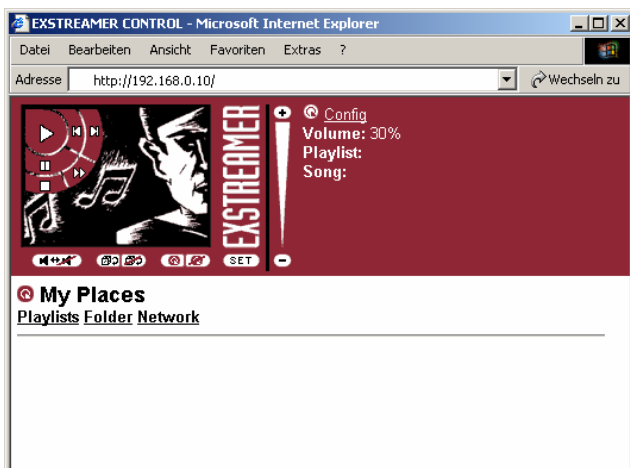 EXSTREAMER CONTROL - Microsoft Internet Explorer
Datei Bearbeiten Ansicht Favoriten Extras ?
Adresse http://192.168.0.10/ Wechseln zu
EXSTREAMER
SET
Config
Volume: 30%
Playlist:
Song:
My Places
Playlists Folder Network